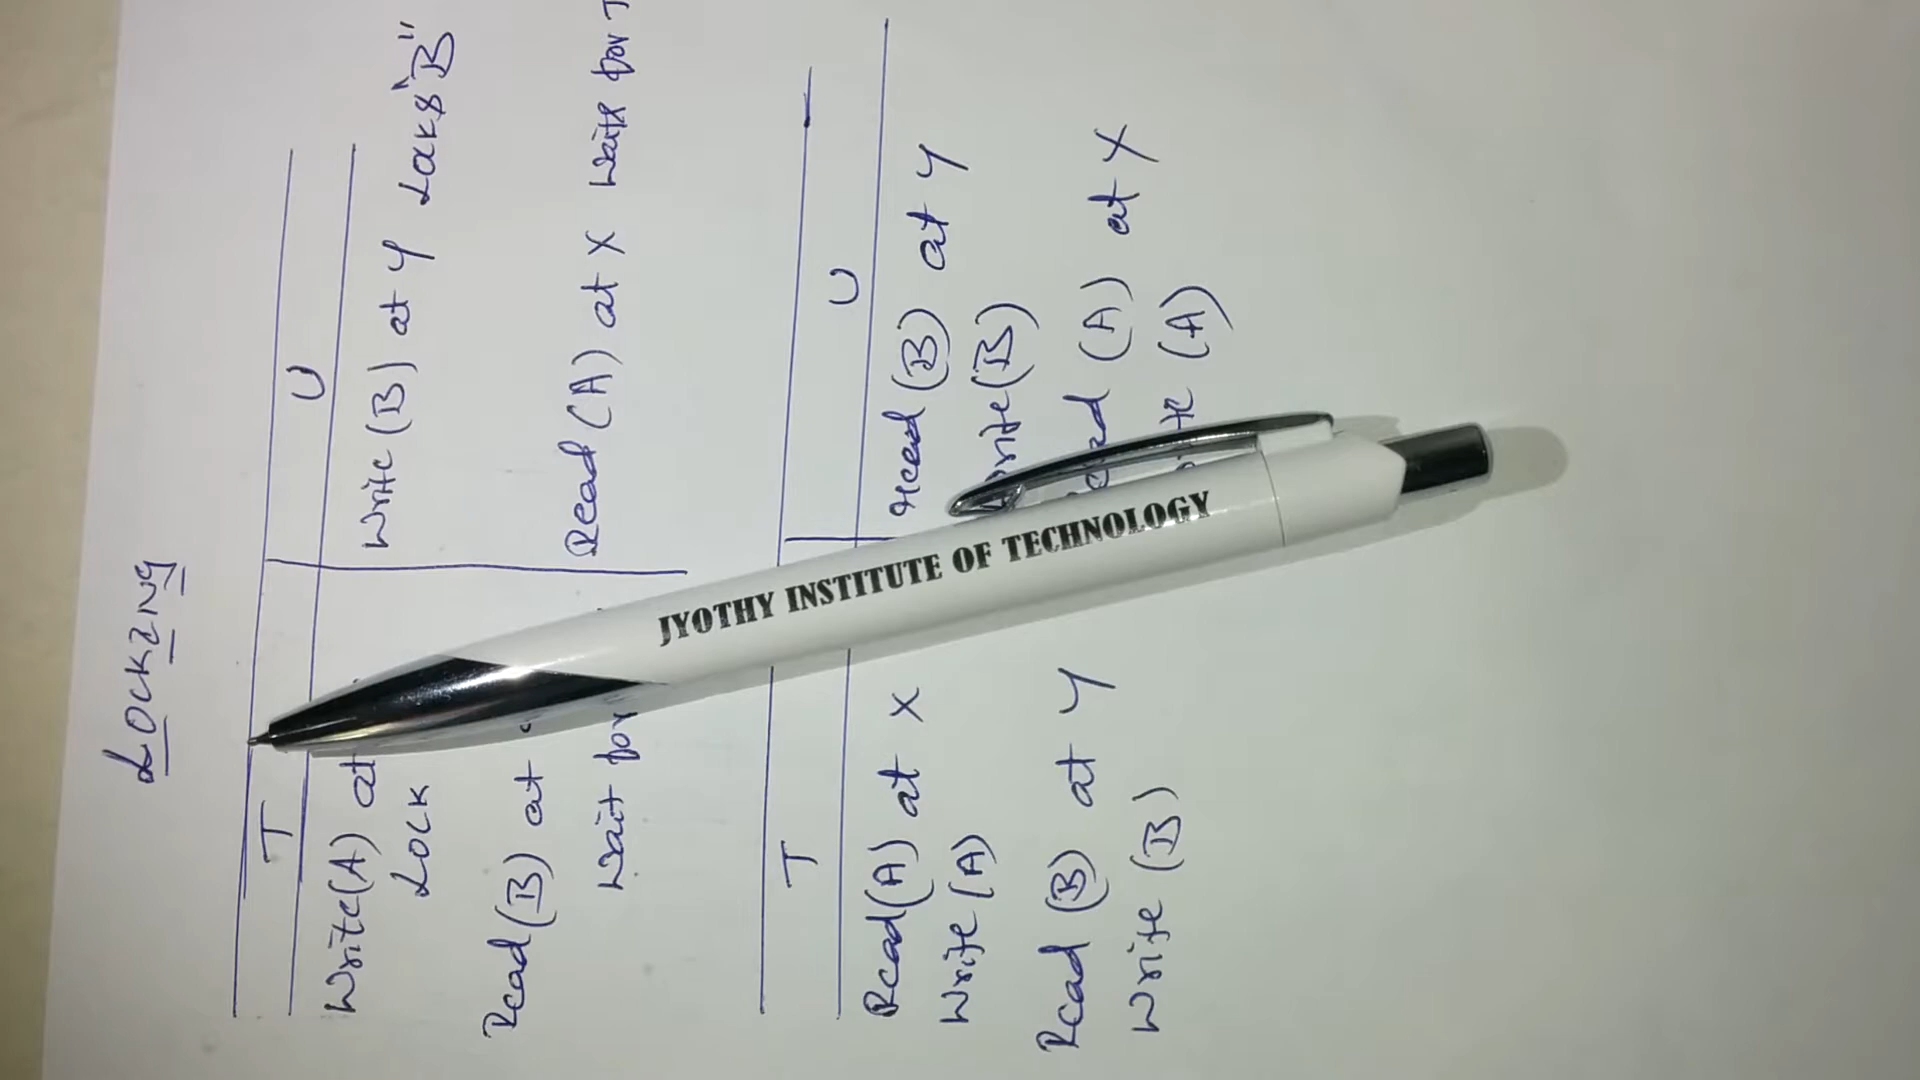 LOCKING
T U
Write(A) at
LOCK
Write (B) at Y Locks "B"
Read (B) at
Wait for
Read (A) at X Wait for T
T U
Read(A) at X
Write (A)
Read (B) at Y
Write(B)
Read (B) at Y
Write (B)
(A) at X
(A)
JYOTHY INSTITUTE OF TECHNOLOGY